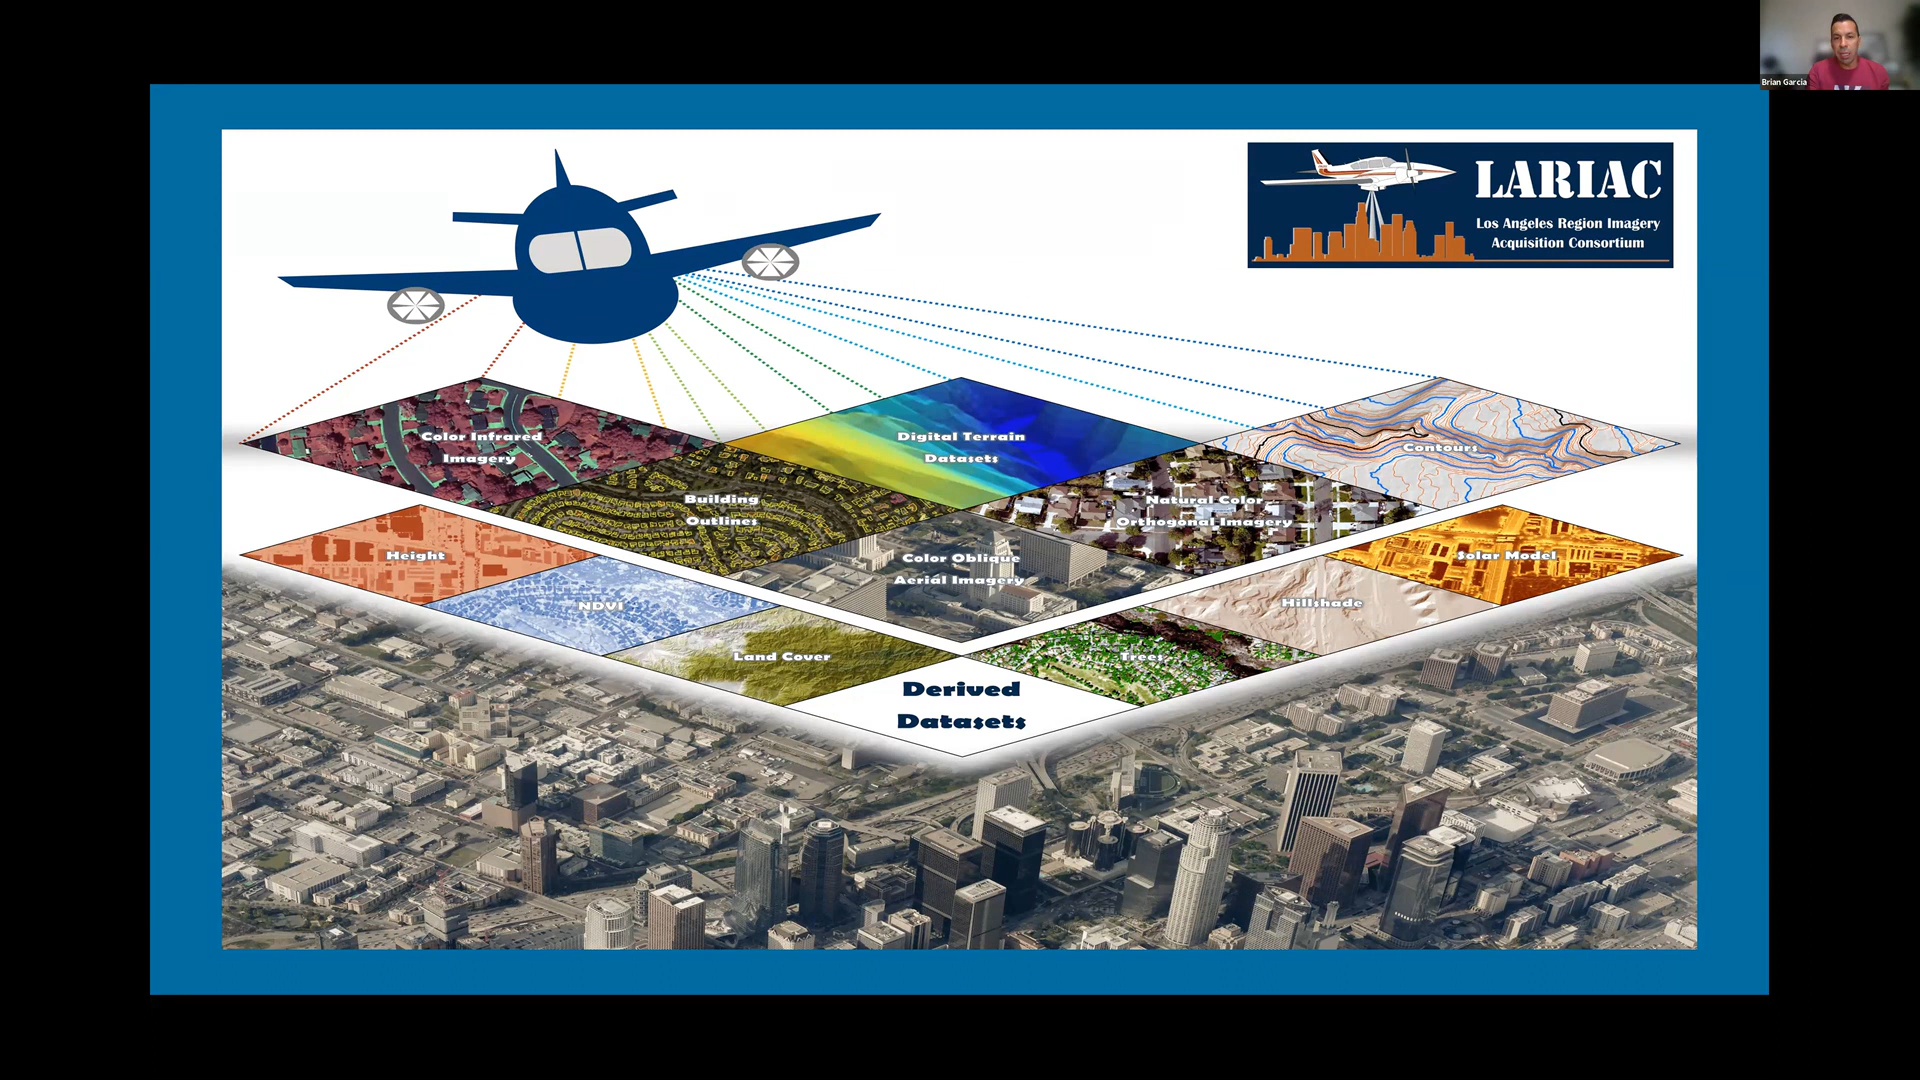 Brian Garcia
LARIAC
Los Angeles Region Imagery
Acquisition Consortium
Color Infrared
Imagery
Digital Terrain
Datasets
Contours
Building
Outlines
Natural Color
Orthogonal Imagery
Height
Color Oblique
Aerial Imagery
Solar Model
NDVI
Hillshade
Land Cover
Trees
Derived
Datasets